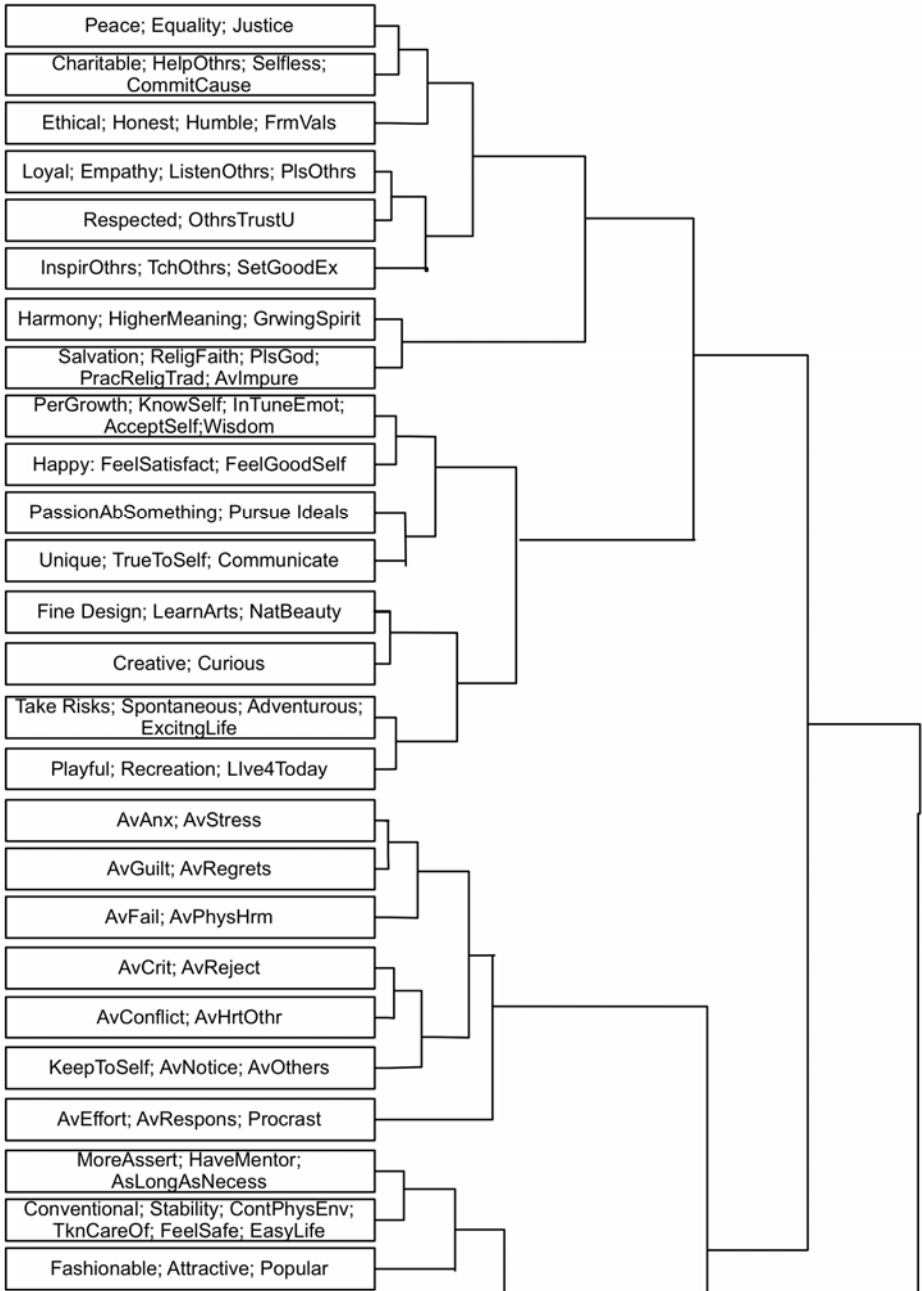 Peace; Equality; Justice
Charitable; HelpOthrs; Selfless;
CommitCause
Ethical; Honest; Humble; FrmVals
Loyal; Empathy; ListenOthrs; PlsOthrs
Respected; OthrsTrustU
InspirOthrs; TchOthrs; SetGoodEx
Harmony; HigherMeaning; GrwingSpirit
Salvation; ReligFaith; PlsGod;
PracReligTrad; AvImpure
PerGrowth; KnowSelf; InTuneEmot;
AcceptSelf;Wisdom
Happy: FeelSatisfact; FeelGoodSelf
PassionAbSomething; Pursue Ideals
Unique; TrueToSelf; Communicate
Fine Design; LearnArts; NatBeauty
Creative; Curious
Take Risks; Spontaneous; Adventurous;
ExcitngLife
Playful; Recreation; LIve4Today
AvAnx; AvStress
AvGuilt; AvRegrets
AvFail; AvPhysHrm
AvCrit; AvReject
AvConflict; AvHrtOthr
KeepToSelf; AvNotice; AvOthers
AvEffort; AvRespons; Procrast
MoreAssert; HaveMentor;
AsLongAsNecess
Conventional; Stability; ContPhysEnv;
TknCareOf; FeelSafe; EasyLife
Fashionable; Attractive; Popular